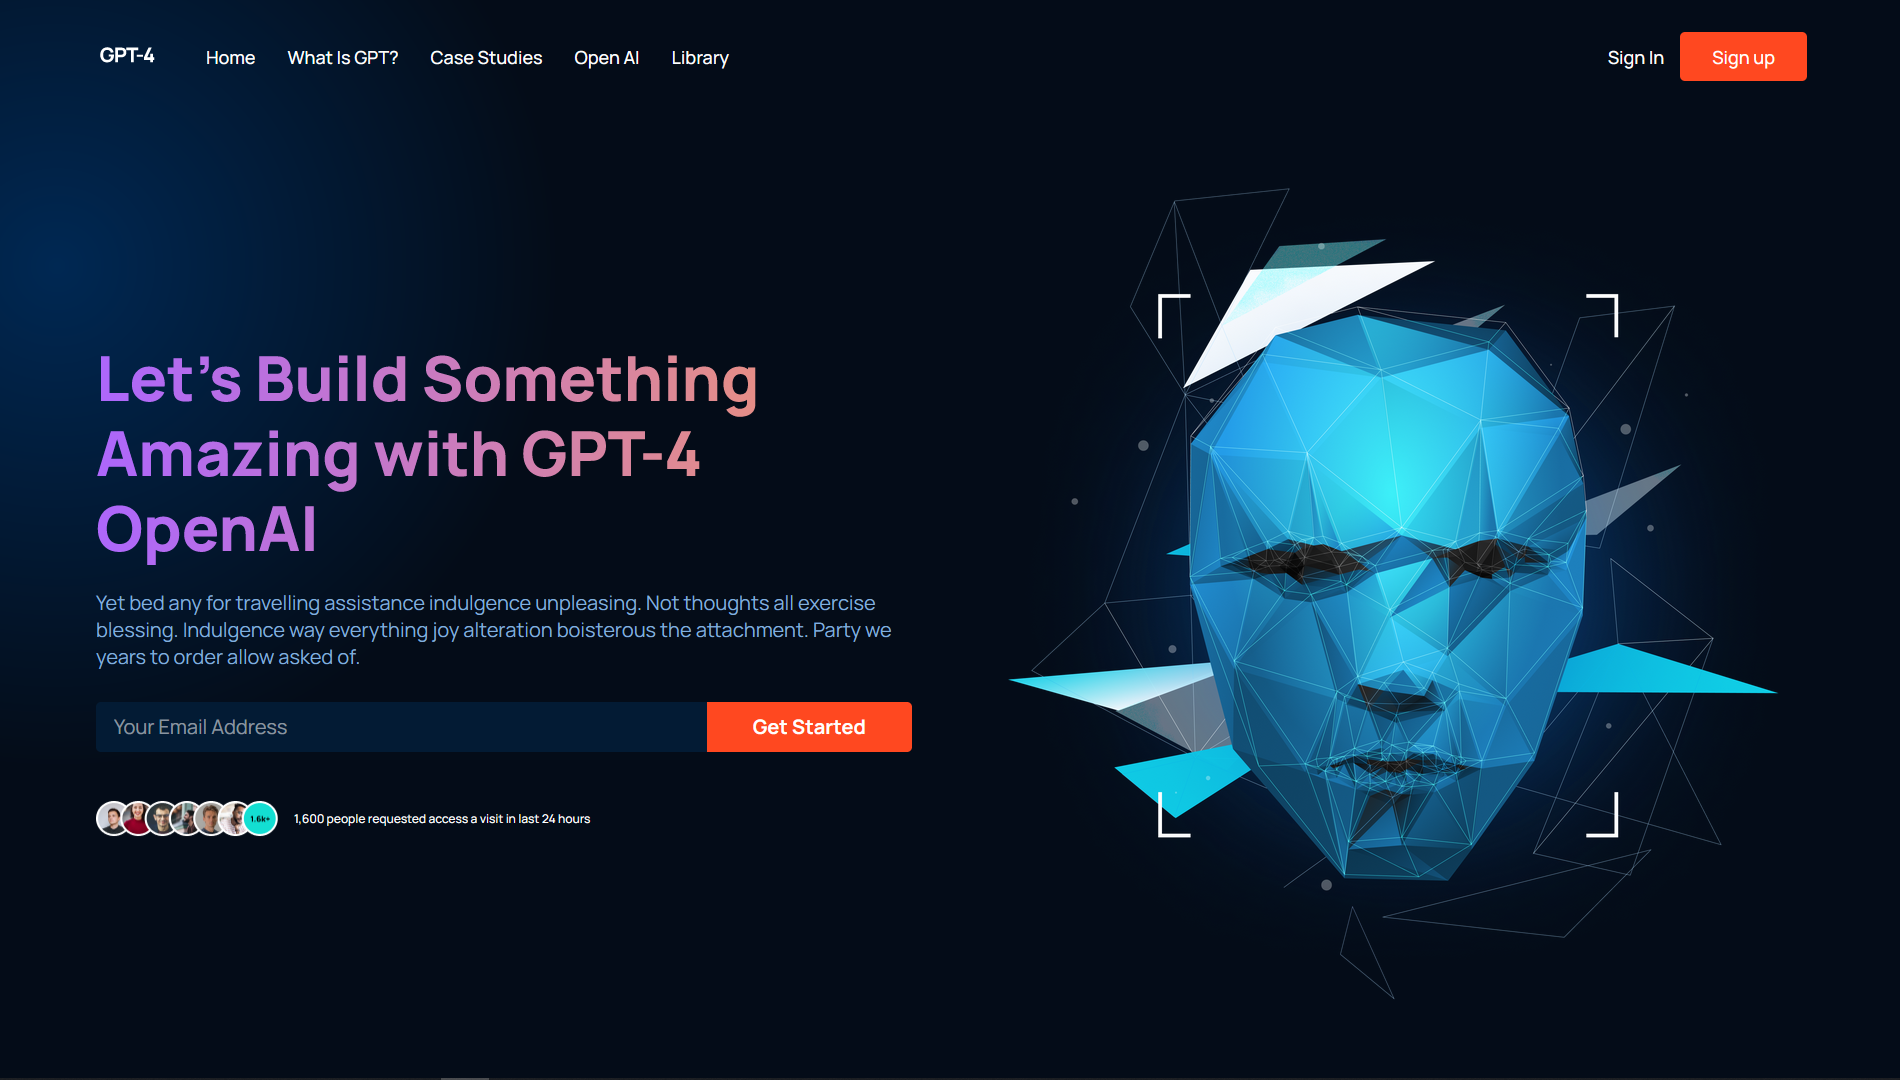 GPT-4
Home
What Is GPT?
Case Studies
Open AI
Library
Sign In
Sign up
Let’s Build Something
Amazing with GPT-4
OpenAI
Yet bed any for travelling assistance indulgence unpleasing. Not thoughts all exercise
blessing. Indulgence way everything joy alteration boisterous the attachment. Party we
years to order allow asked of.
Your Email Address
Get Started
1.6k+
1,600 people requested access a visit in last 24 hours